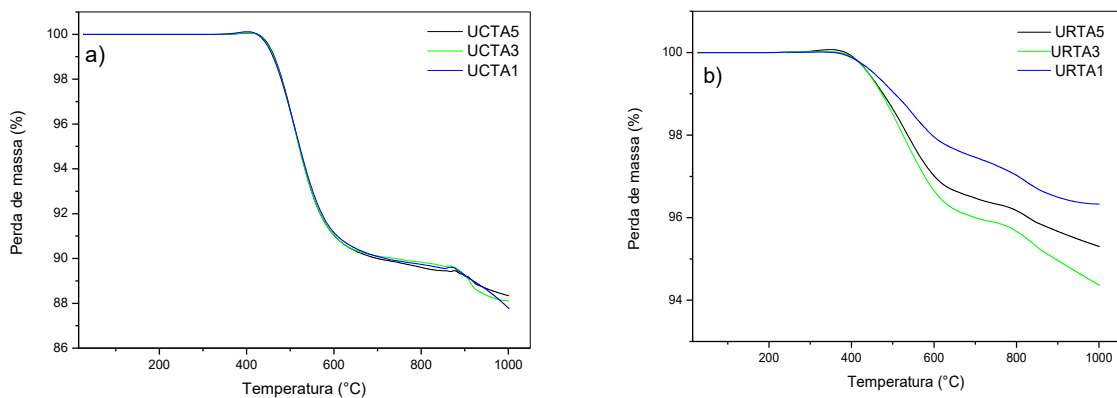 a)
UCTA5
UCTA3
UCTA1
100
98
96
94
92
90
88
86
Perda de massa (%)
200
400
600
800
1000
Temperatura (°C)
b)
URTA5
URTA3
URTA1
100
98
96
94
Perda de massa (%)
200
400
600
800
1000
Temperatura (°C)